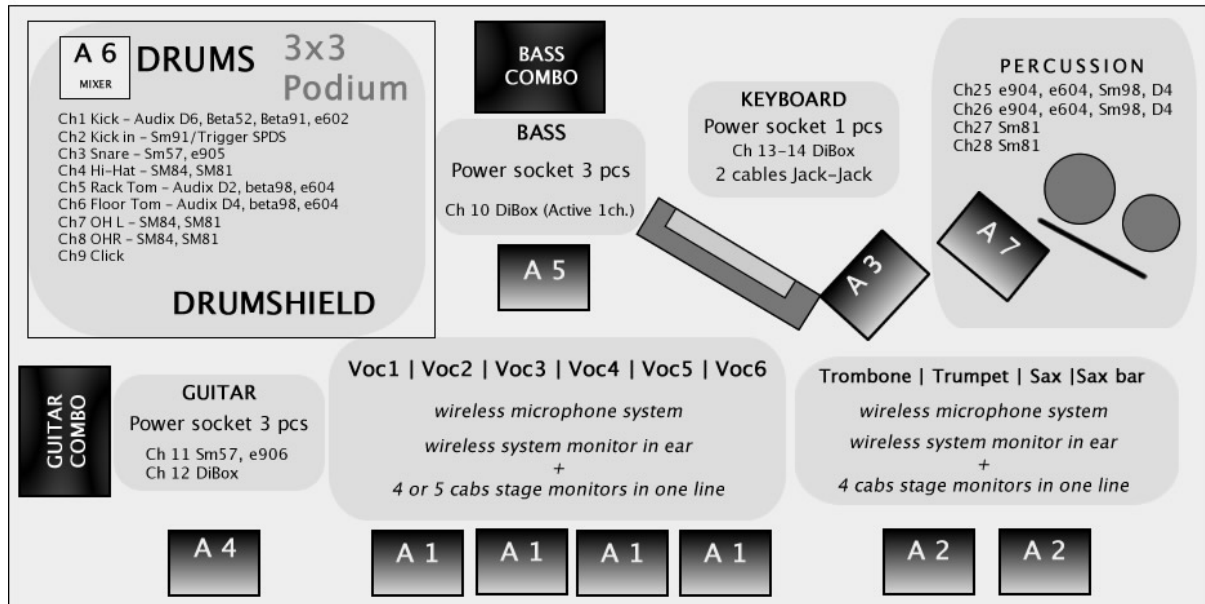 A 6
MIXER
DRUMS
3x3
Podium
Ch1 Kick – Audix D6, Beta52, Beta91, e602
Ch2 Kick in – Sm91/Trigger SPDS
Ch3 Snare – Sm57, e905
Ch4 Hi-Hat – SM84, SM81
Ch5 Rack Tom – Audix D2, beta98, e604
Ch6 Floor Tom – Audix D4, beta98, e604
Ch7 OH L – SM84, SM81
Ch8 OHR – SM84, SM81
Ch9 Click
DRUMSHIELD
BASS
COMBO
BASS
Power socket 3 pcs
Ch 10 DiBox (Active 1ch.)
A 5
KEYBOARD
Power socket 1 pcs
Ch 13-14 DiBox
2 cables Jack-Jack
A 3
PERCUSSION
Ch25 e904, e604, Sm98, D4
Ch26 e904, e604, Sm98, D4
Ch27 Sm81
Ch28 Sm81
A 7
GUITAR
COMBO
GUITAR
Power socket 3 pcs
Ch 11 Sm57, e906
Ch 12 DiBox
Voc1 | Voc2 | Voc3 | Voc4 | Voc5 | Voc6
wireless microphone system
wireless system monitor in ear
+
4 or 5 cabs stage monitors in one line
Trombone | Trumpet | Sax |Sax bar
wireless microphone system
wireless system monitor in ear
+
4 cabs stage monitors in one line
A 4
A 1
A 1
A 1
A 1
A 2
A 2